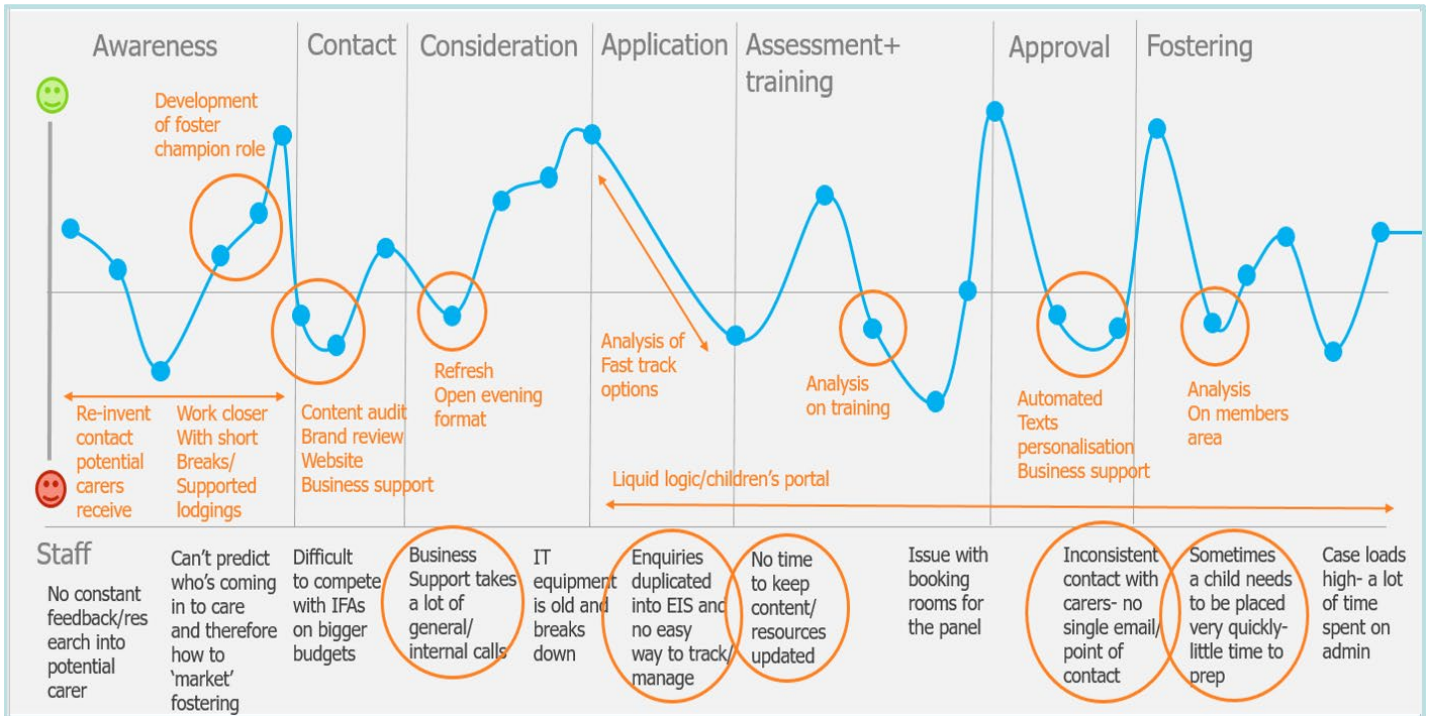 Awareness
Contact
Consideration
Application
Assessment+
training
Approval
Fostering
Development
of foster
champion role
Re-invent
contact
potential
carers
receive
Work closer
With short
Breaks/
Supported
lodgings
Content audit
Brand review
Website
Business support
Refresh
Open evening
format
Analysis of
Fast track
options
Analysis
on training
Automated
Texts
personalisation
Business support
Analysis
On members
area
Liquid logic/children's portal
Staff
No constant
feedback/res
earch into
potential
carer
Can't predict
who's coming
in to care
and therefore
how to
'market'
fostering
Difficult
to compete
with IFAs
on bigger
budgets
Business
Support takes
a lot of
general/
internal calls
IT
equipment
is old and
breaks
down
Enquiries
duplicated
into EIS and
no easy
way to track/
manage
No time
to keep
content/
resources
updated
Issue with
booking
rooms for
the panel
Inconsistent
contact with
carers- no
single email/
point of
contact
Sometimes
a child needs
to be placed
very quickly-
little time to
prep
Case loads
high- a lot
of time
spent on
admin